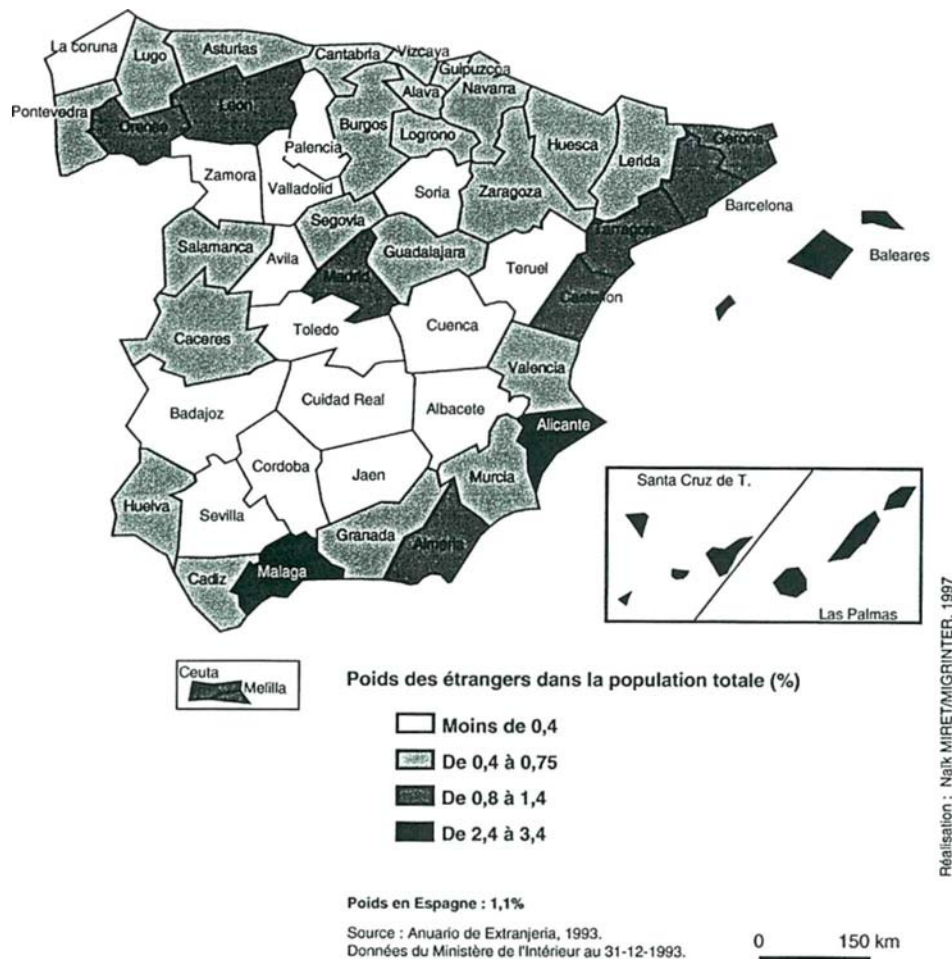 La coruna
Lugo
Asturias
Cantabria
Vizcaya
Guipuzcoa
Pontevedra
Orense
León
Palencia
Burgos
Alava
Navarra
Logrono
Huesca
Lerida
Gerona
Zamora
Valladolid
Soria
Zaragoza
Barcelona
Segovia
Tarragona
Salamanca
Avila
Guadalajara
Teruel
Baleares
Madrid
Castellon
Caceres
Toledo
Cuenca
Valencia
Badajoz
Cuidad Real
Albacete
Alicante
Cordoba
Jaen
Murcia
Huelva
Sevilla
Granada
Almeria
Cadiz
Malaga
Santa Cruz de T.
Las Palmas
Ceuta
Melilla
Poids des étrangers dans la population totale (%)
Moins de 0,4
De 0,4 à 0,75
De 0,8 à 1,4
De 2,4 à 3,4
Poids en Espagne : 1,1%
Source : Anuario de Extranjeria, 1993.
Données du Ministère de l'Intérieur au 31-12-1993.
0 150 km
Réalisation : Naïk MIRET/MIGRINTER, 1997